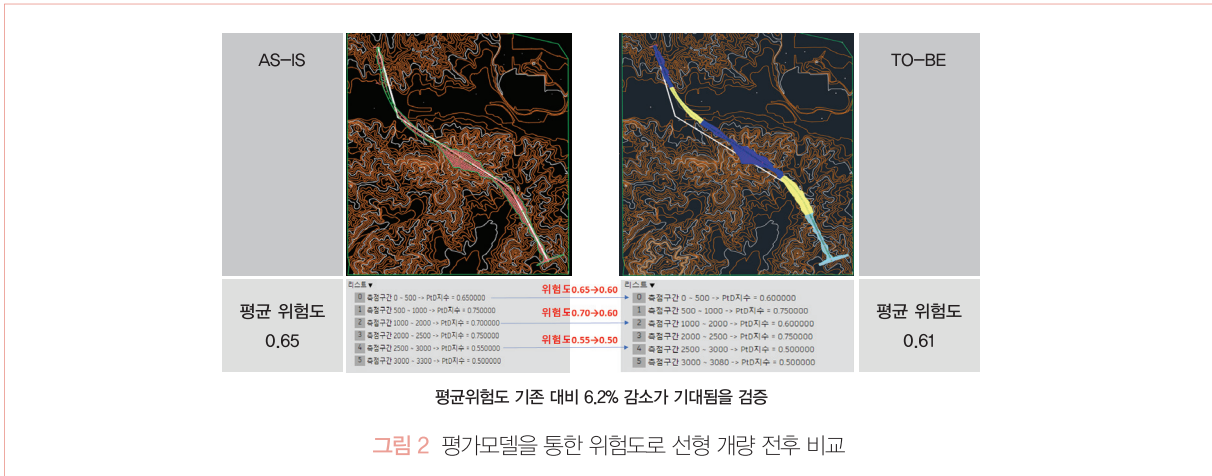 AS-IS
TO-BE
평균 위험도
0.65
리스트▼
0 측점구간 0 ~ 500 -> PtD지수 = 0.650000
1 측점구간 500 ~ 1000 -> PtD지수 = 0.750000
2 측점구간 1000 ~ 2000 -> PtD지수 = 0.700000
3 측점구간 2000 ~ 2500 -> PtD지수 = 0.750000
4 측점구간 2500 ~ 3000 -> PtD지수 = 0.550000
5 측점구간 3000 ~ 3300 -> PtD지수 = 0.500000
위험도0.65→0.60
위험도0.70→0.60
위험도0.55→0.50
리스트▼
0 측점구간 0 ~ 500 -> PtD지수 = 0.600000
1 측점구간 500 ~ 1000 -> PtD지수 = 0.750000
2 측점구간 1000 ~ 2000 -> PtD지수 = 0.600000
3 측점구간 2000 ~ 2500 -> PtD지수 = 0.750000
4 측점구간 2500 ~ 3000 -> PtD지수 = 0.500000
5 측점구간 3000 ~ 3080 -> PtD지수 = 0.500000
평균 위험도
0.61
평균위험도 기존 대비 6.2% 감소가 기대됨을 검증
그림 2 평가모델을 통한 위험도로 선형 개량 전후 비교